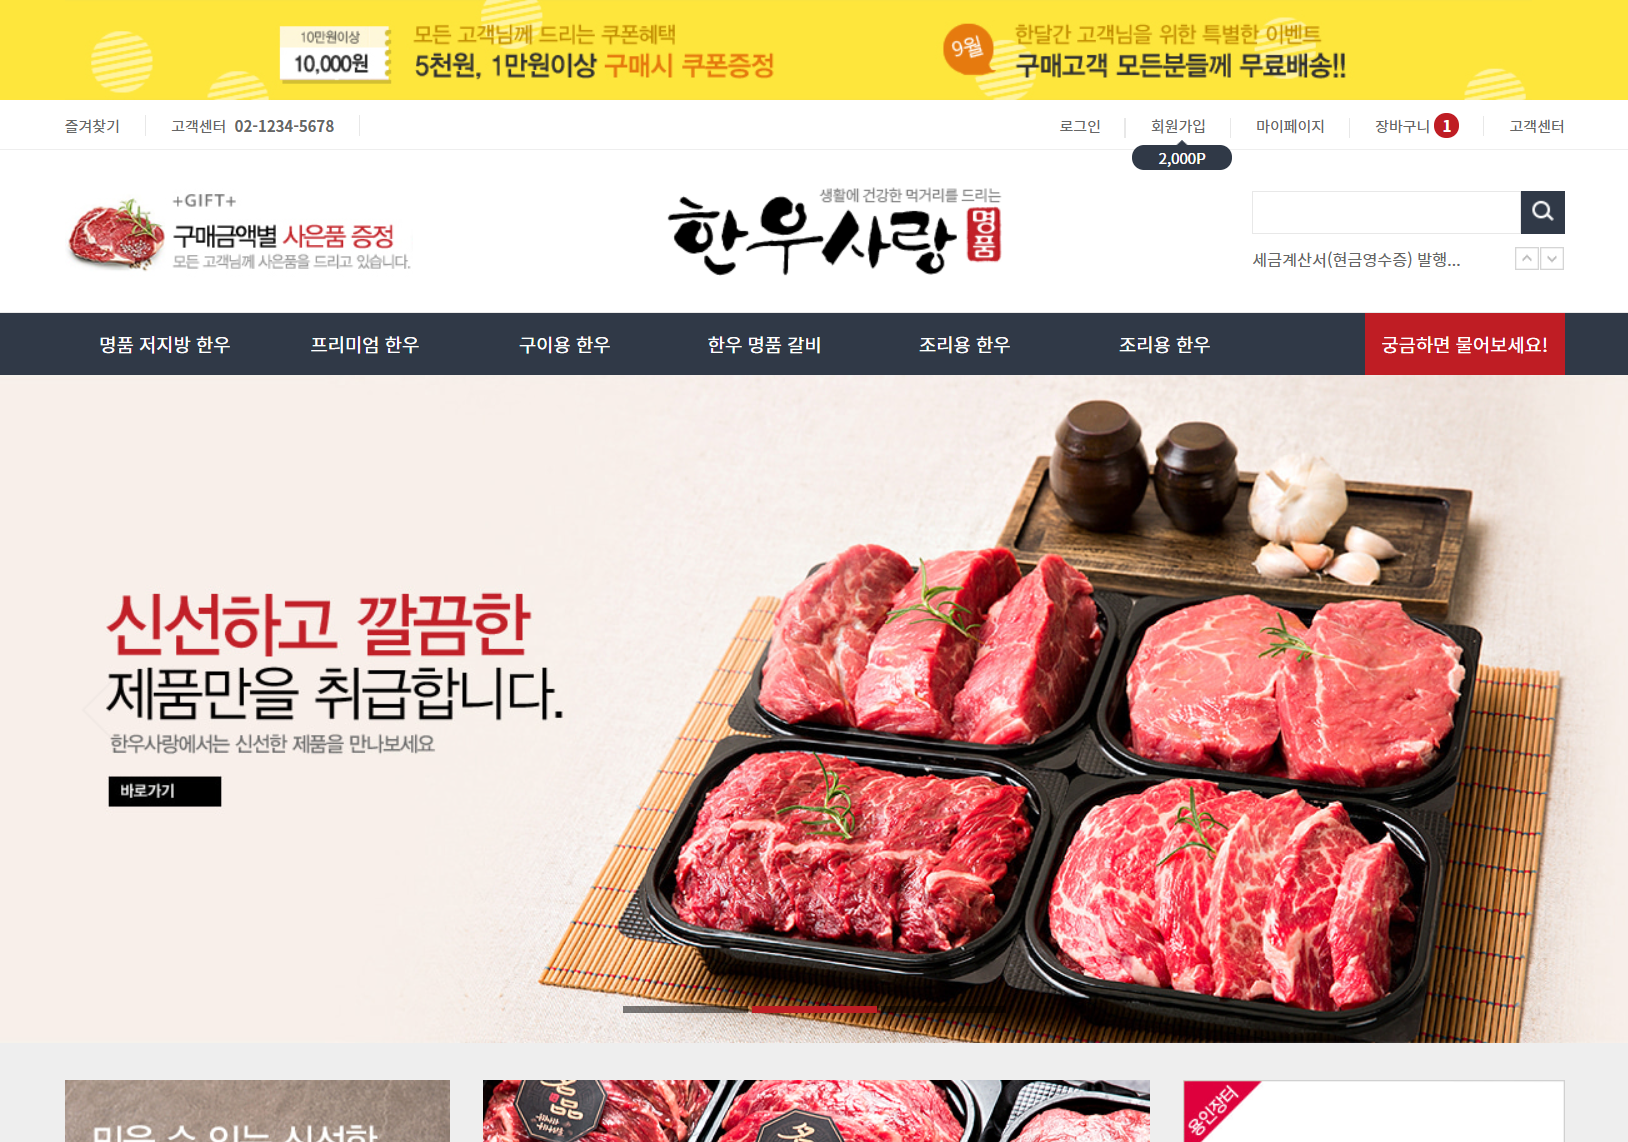 10만원이상
10,000원
모든 고객님께 드리는 쿠폰혜택
5천원, 1만원이상 구매시 쿠폰증정
9월
한달간 고객님을 위한 특별한 이벤트
구매고객 모든분들께 무료배송!!
즐겨찾기
고객센터 02-1234-5678
로그인
회원가입
마이페이지
장바구니 1
고객센터
2,000P
+GIFT+
구매금액별 사은품 증정
모든 고객님께 사은품을 드리고 있습니다.
생활에 건강한 먹거리를 드리는
한우사랑
명품
세금계산서(현금영수증) 발행...
명품 저지방 한우
프리미엄 한우
구이용 한우
한우 명품 갈비
조리용 한우
조리용 한우
궁금하면 물어보세요!
신선하고 깔끔한
제품만을 취급합니다.
한우사랑에서는 신선한 제품을 만나보세요
바로가기
믿을 수 있는 신선한
용인장터